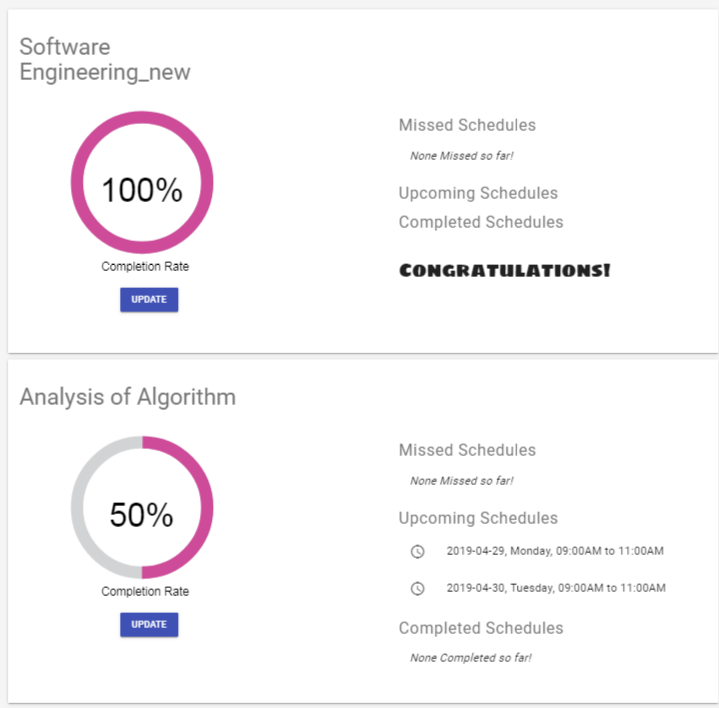 Software
Engineering_new
100%
Completion Rate
UPDATE
Missed Schedules
None Missed so far!
Upcoming Schedules
Completed Schedules
CONGRATULATIONS!
Analysis of Algorithm
50%
Completion Rate
UPDATE
Missed Schedules
None Missed so far!
Upcoming Schedules
2019-04-29, Monday, 09:00AM to 11:00AM
2019-04-30, Tuesday, 09:00AM to 11:00AM
Completed Schedules
None Completed so far!